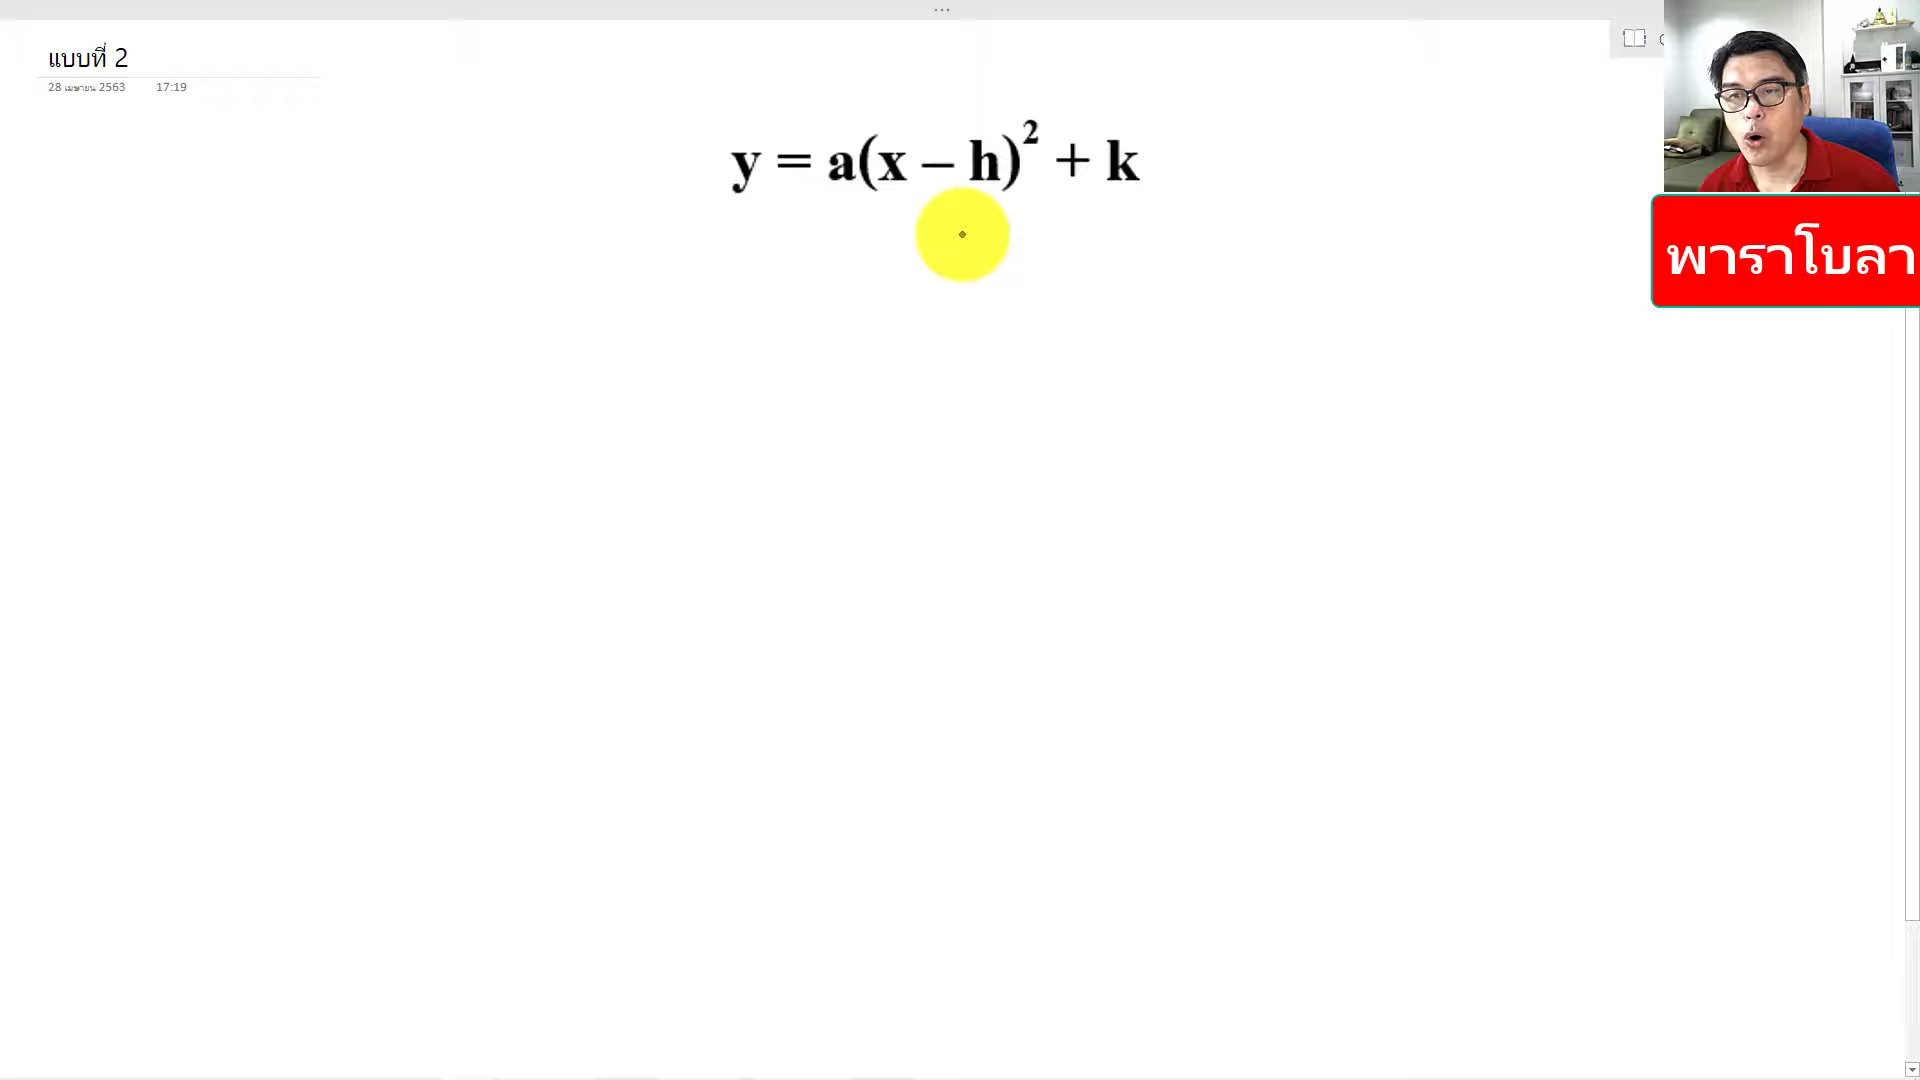 แบบที่ 2
28 เมษายน 2563 17:19
y = a(x – h)² + k
พาราโบลา